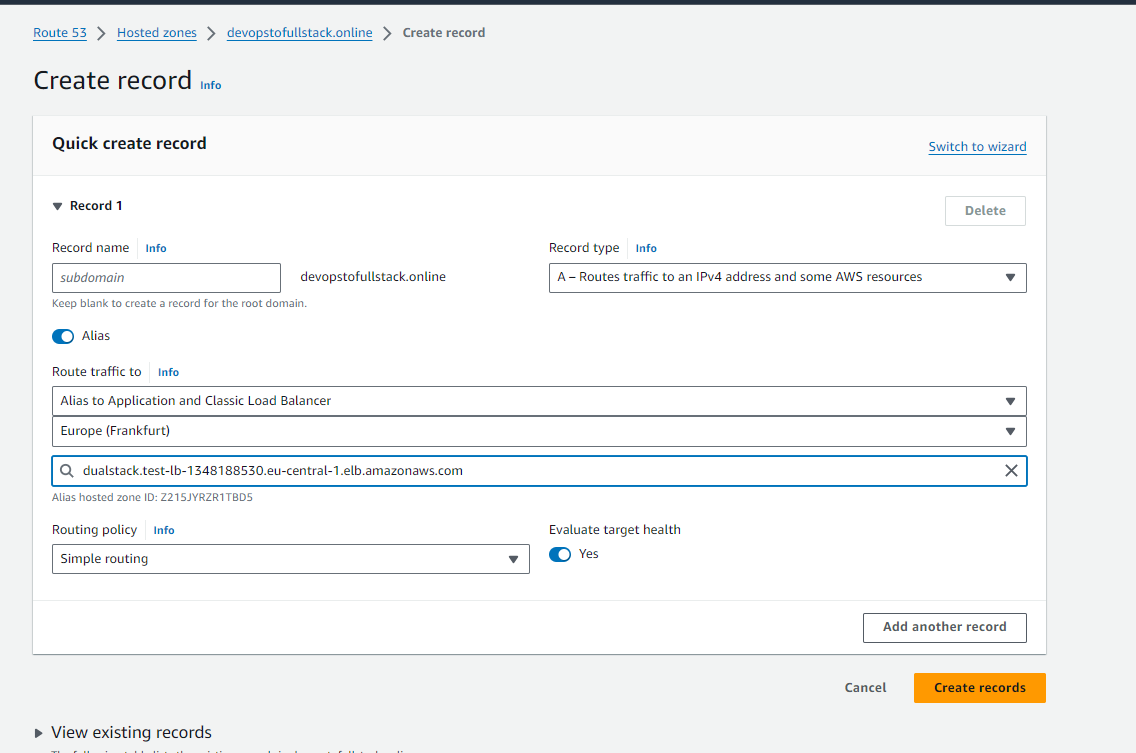 Route 53 > Hosted zones > devopstofullstack.online > Create record
Create record Info
Quick create record
Switch to wizard
Record 1
Delete
Record name Info
Record type Info
subdomain
devopstofullstack.online
A – Routes traffic to an IPv4 address and some AWS resources
Keep blank to create a record for the root domain.
Alias
Route traffic to Info
Alias to Application and Classic Load Balancer
Europe (Frankfurt)
dualstack.test-lb-1348188530.eu-central-1.elb.amazonaws.com
Alias hosted zone ID: Z215JYRZR1TBD5
Routing policy Info
Evaluate target health
Simple routing
Yes
Add another record
Cancel
Create records
View existing records